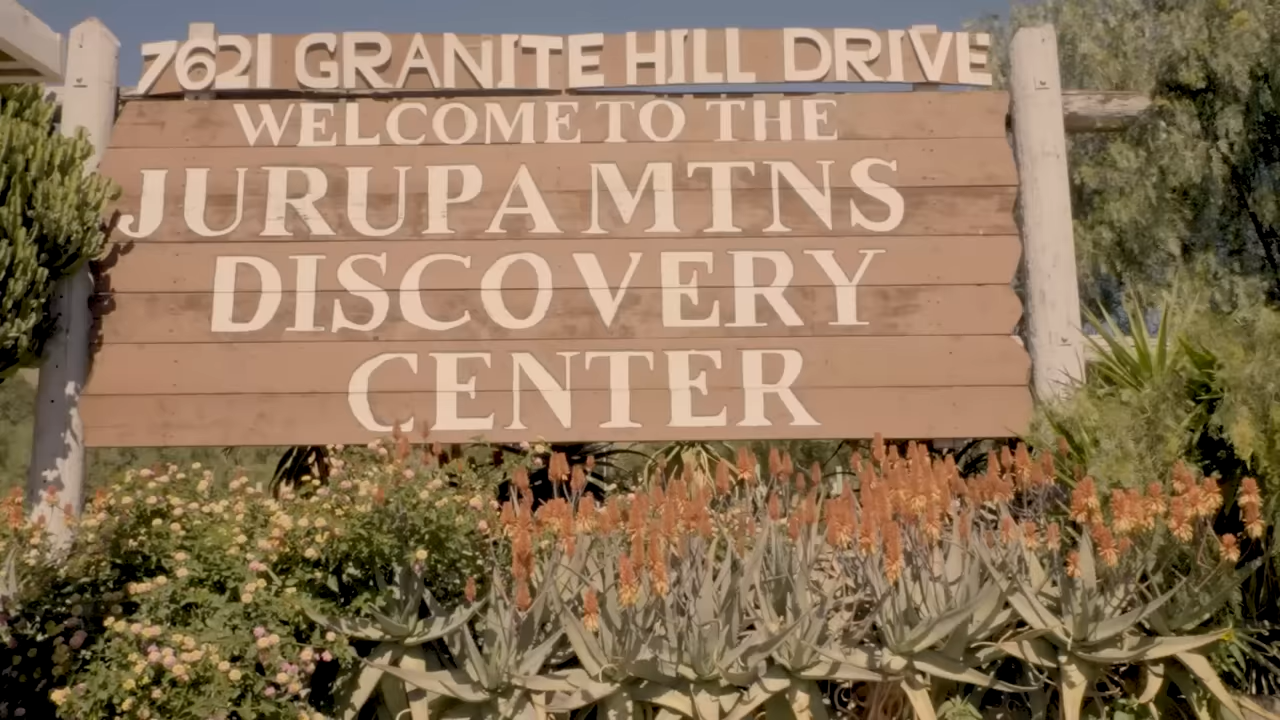 7621 GRANITE HILL DRIVE
WELCOME TO THE
JURUPA MTNS
DISCOVERY
CENTER